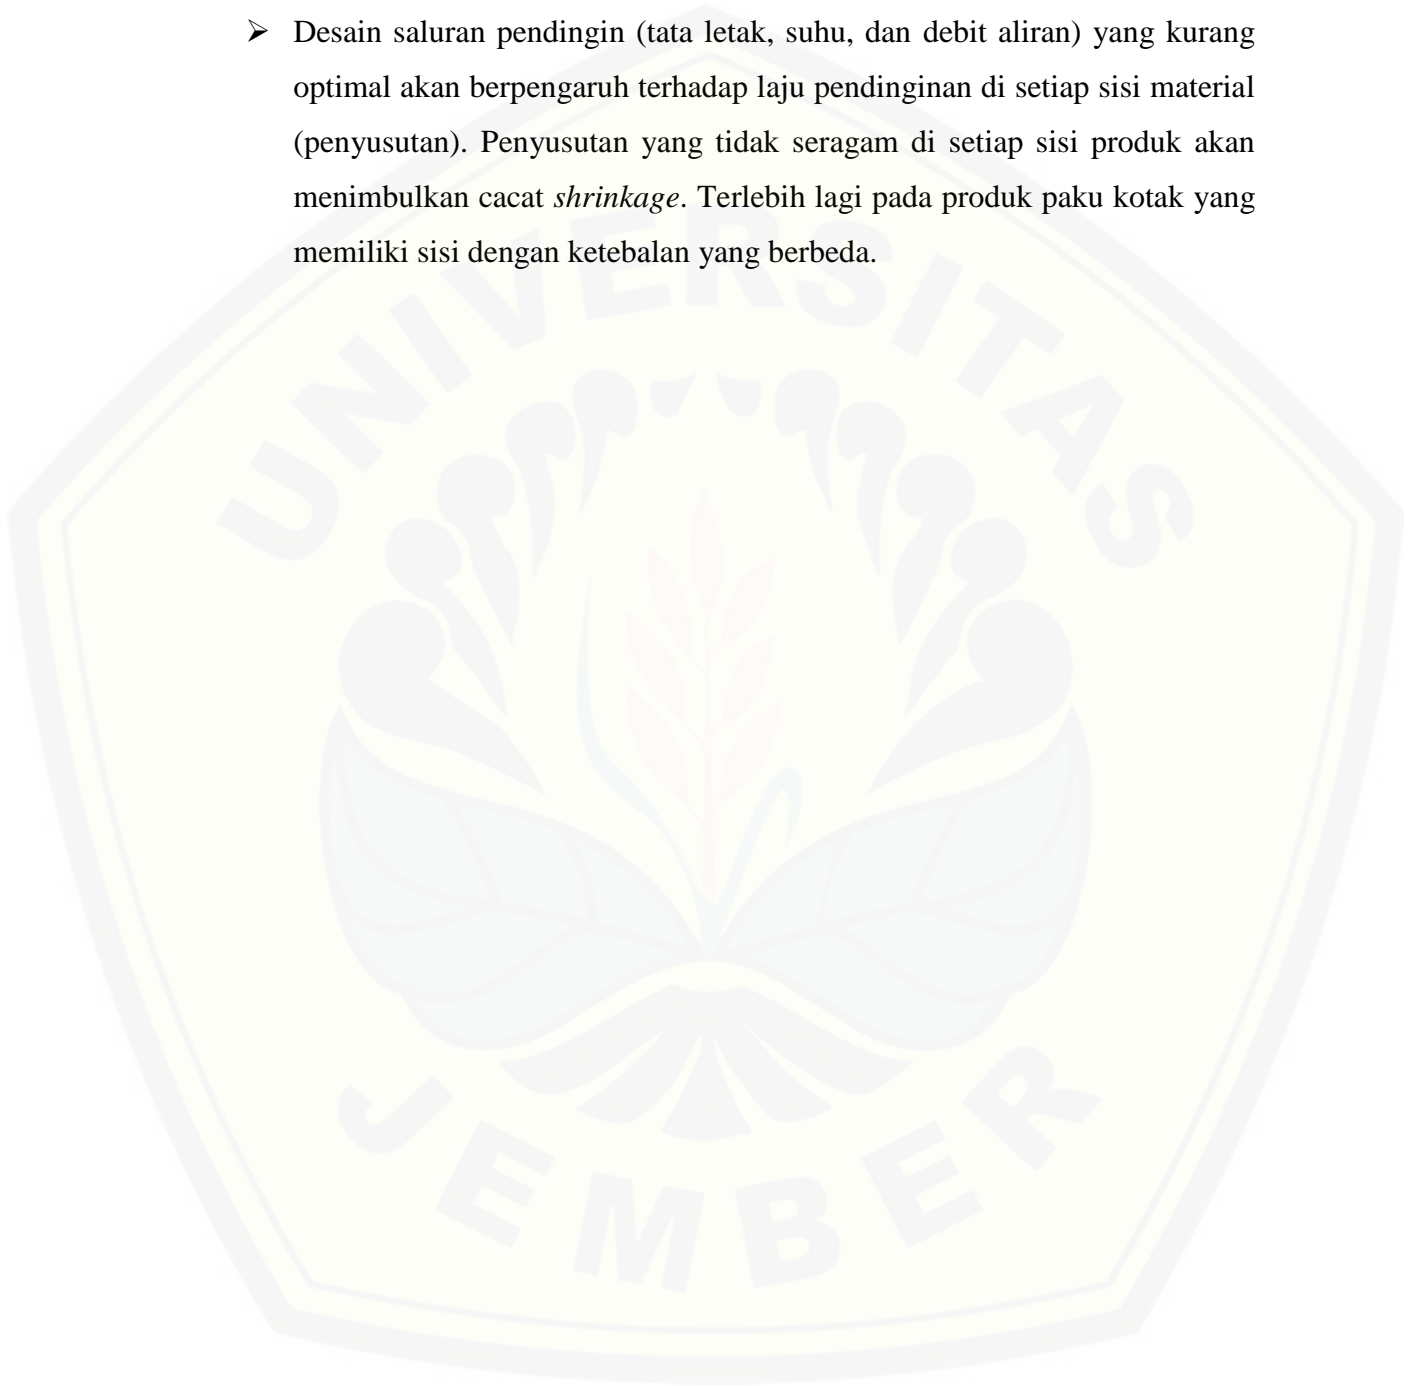 ➢ Desain saluran pendingin (tata letak, suhu, dan debit aliran) yang kurang
optimal akan berpengaruh terhadap laju pendinginan di setiap sisi material
(penyusutan). Penyusutan yang tidak seragam di setiap sisi produk akan
menimbulkan cacat shrinkage. Terlebih lagi pada produk paku kotak yang
memiliki sisi dengan ketebalan yang berbeda.
UNIVERSITAS
JEMBER